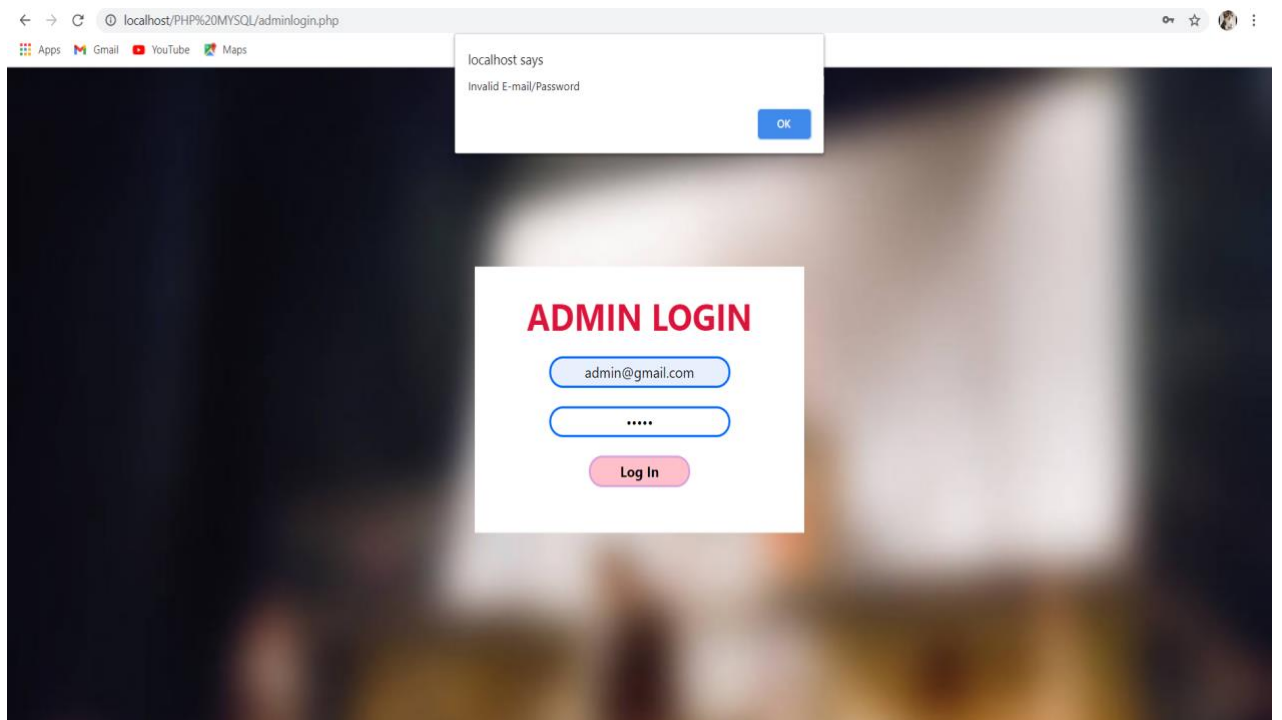 localhost/PHP%20MYSQL/adminlogin.php
Apps Gmail YouTube Maps
localhost says
Invalid E-mail/Password
OK
ADMIN LOGIN
admin@gmail.com
•••••
Log In